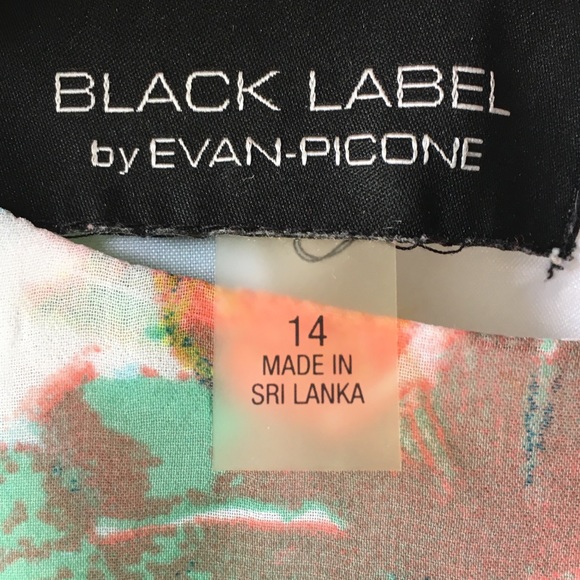 BLACK LABEL
by EVAN-PICONE
14
MADE IN
SRI LANKA